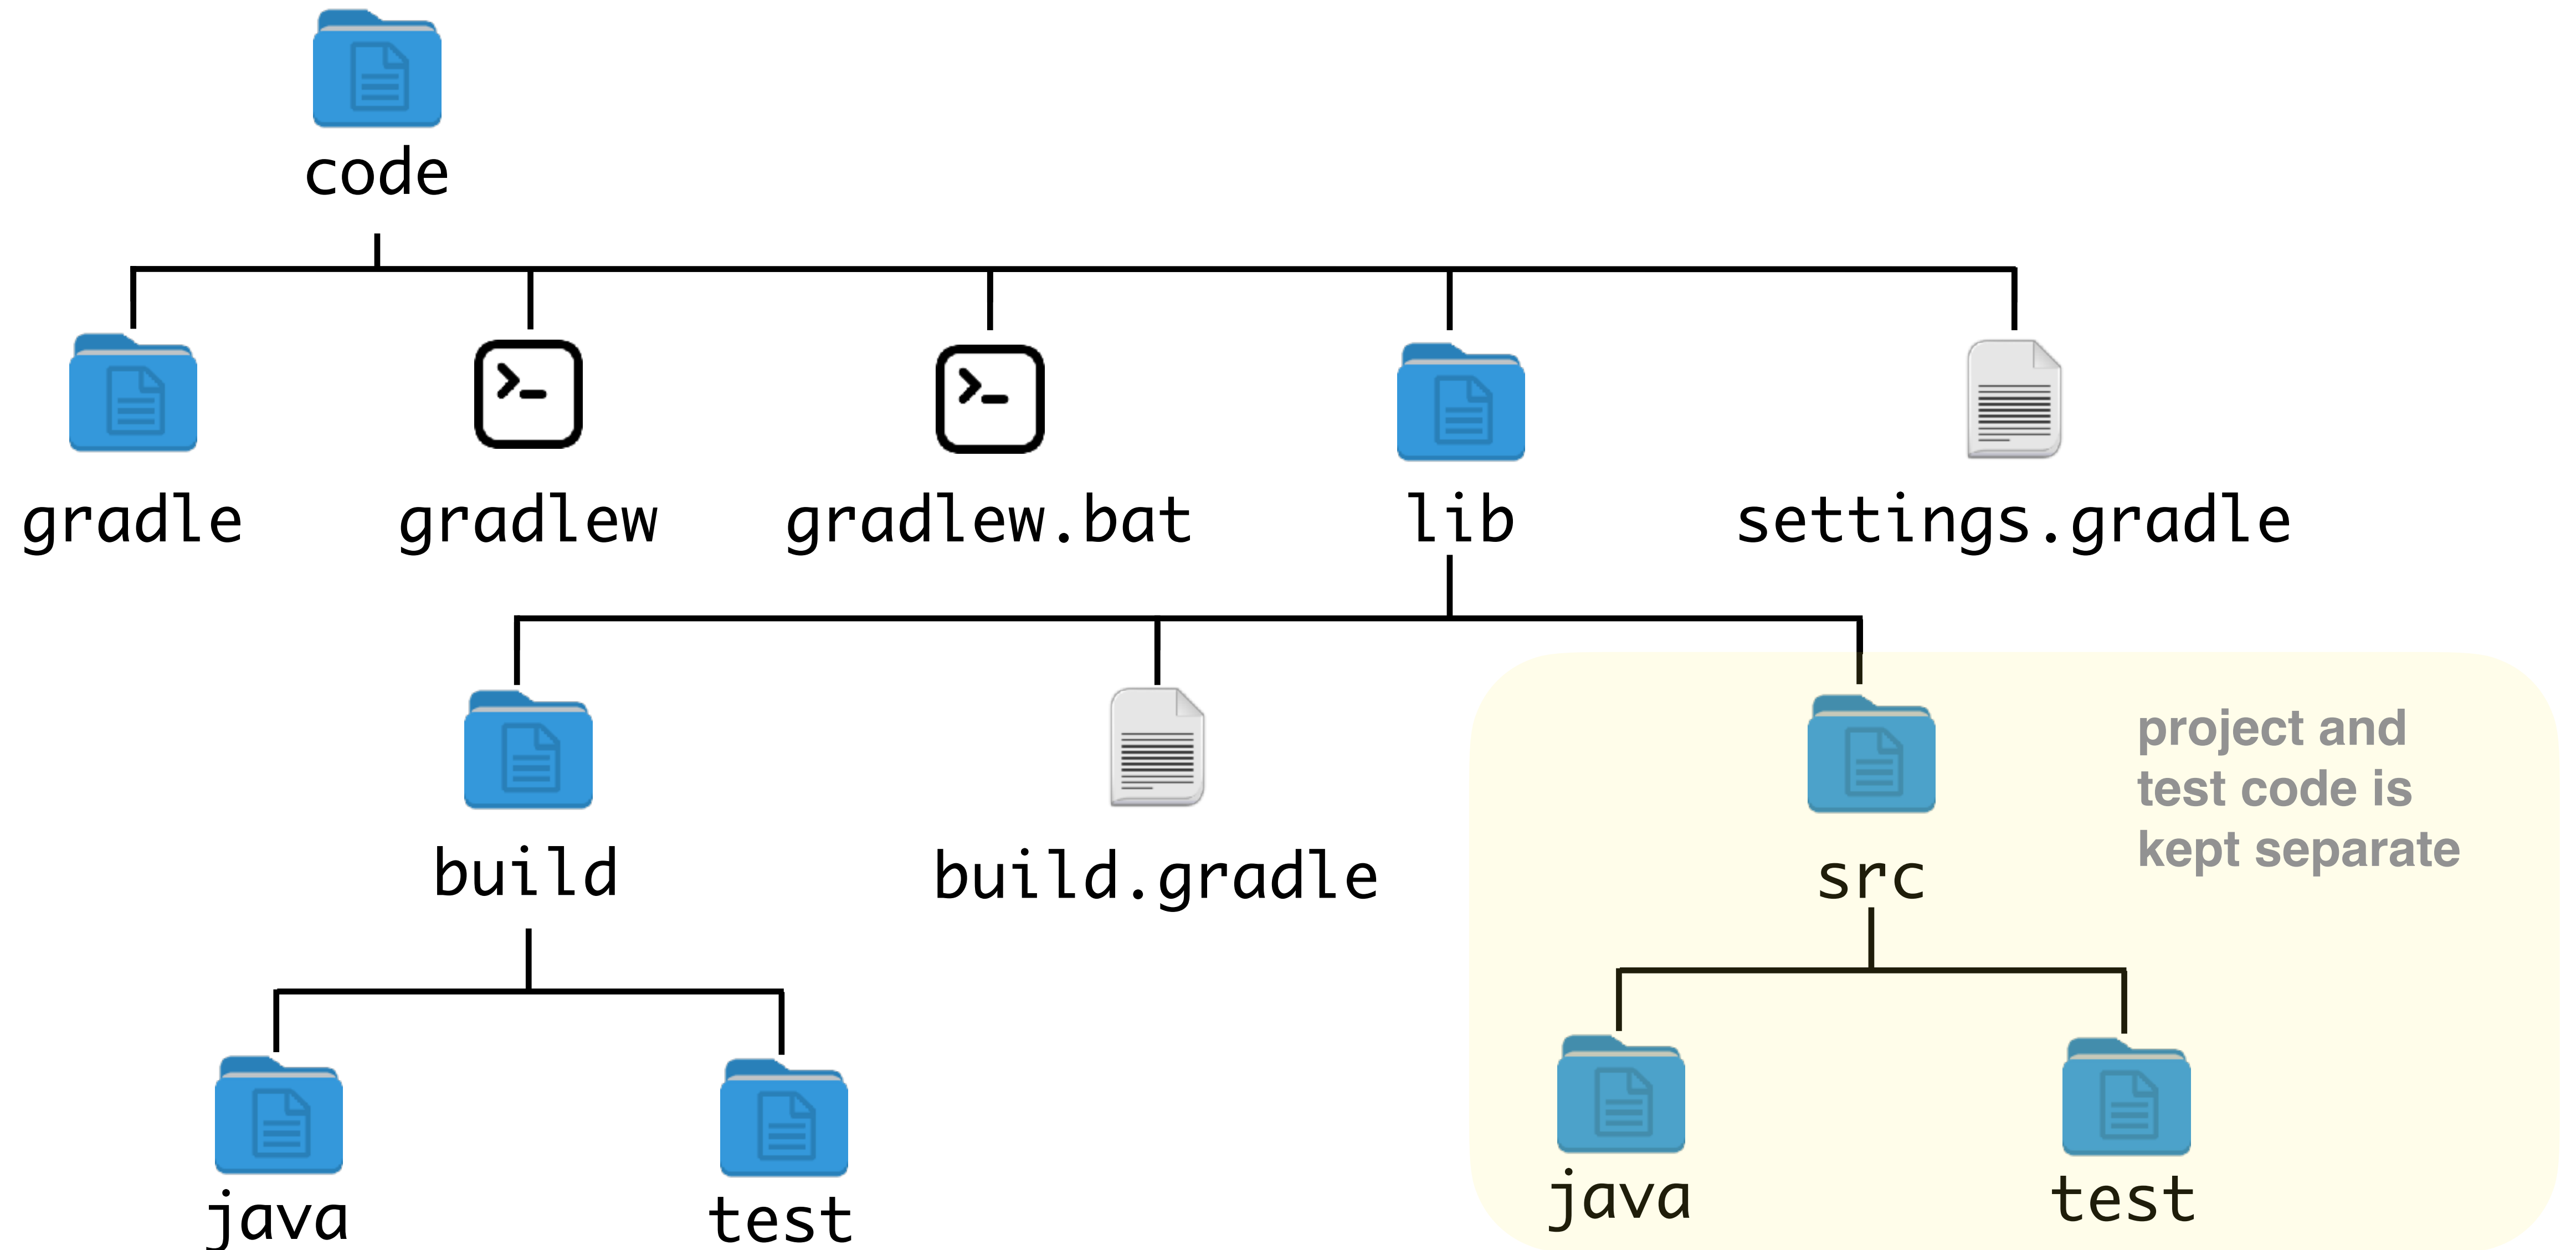 code
gradle
gradlew
gradlew.bat
lib
settings.gradle
build
build.gradle
src
project and
test code is
kept separate
java
test
java
test